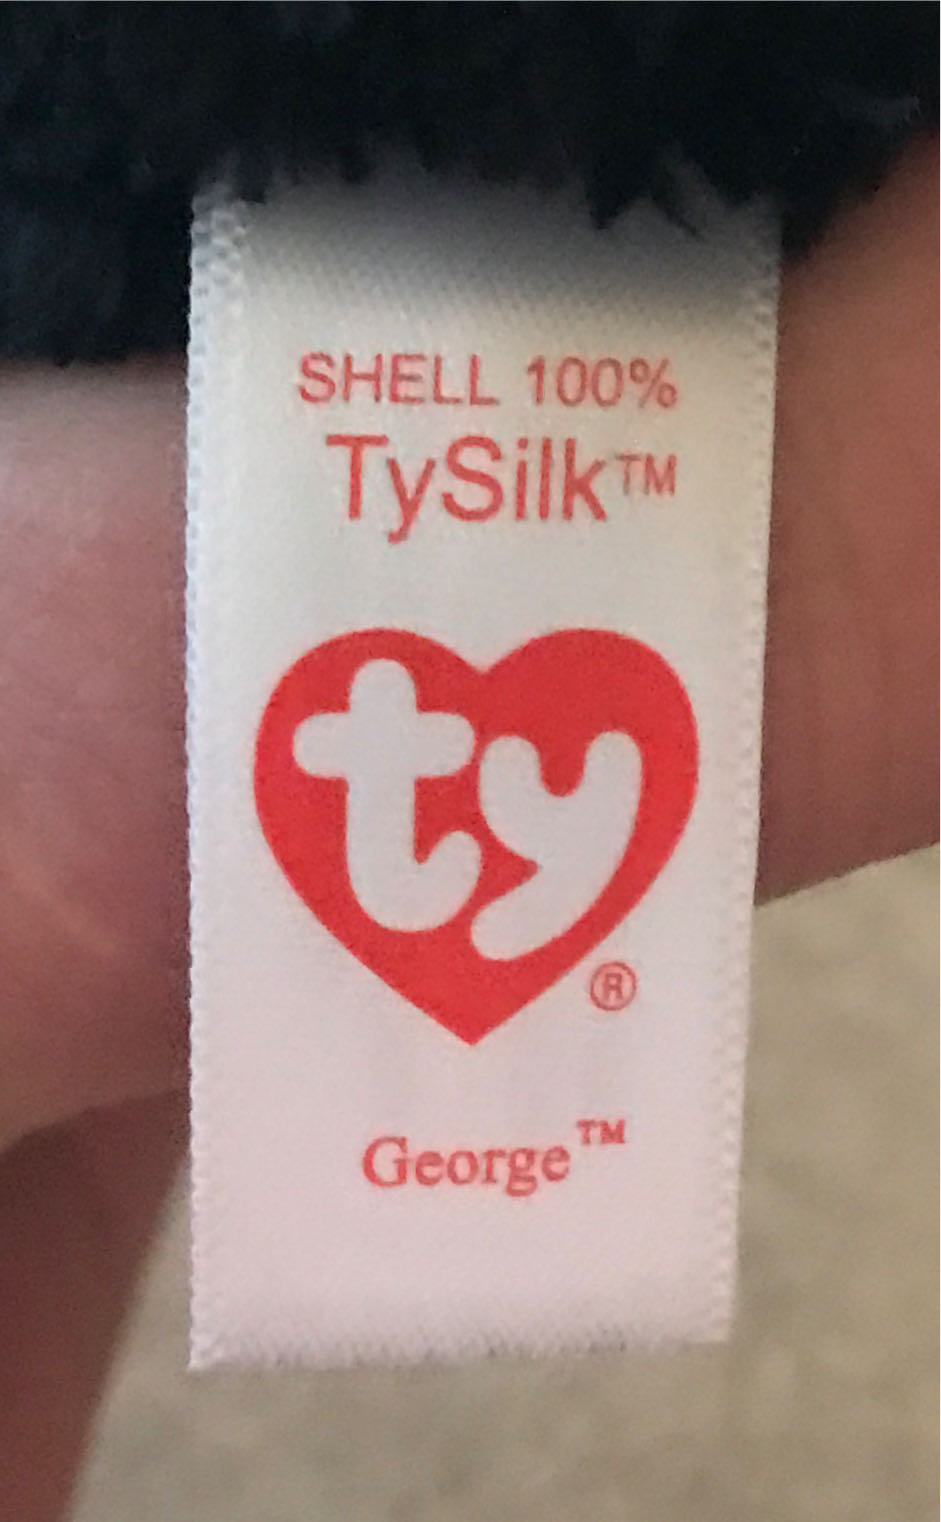 SHELL 100%
TySilk™
ty
®
George™